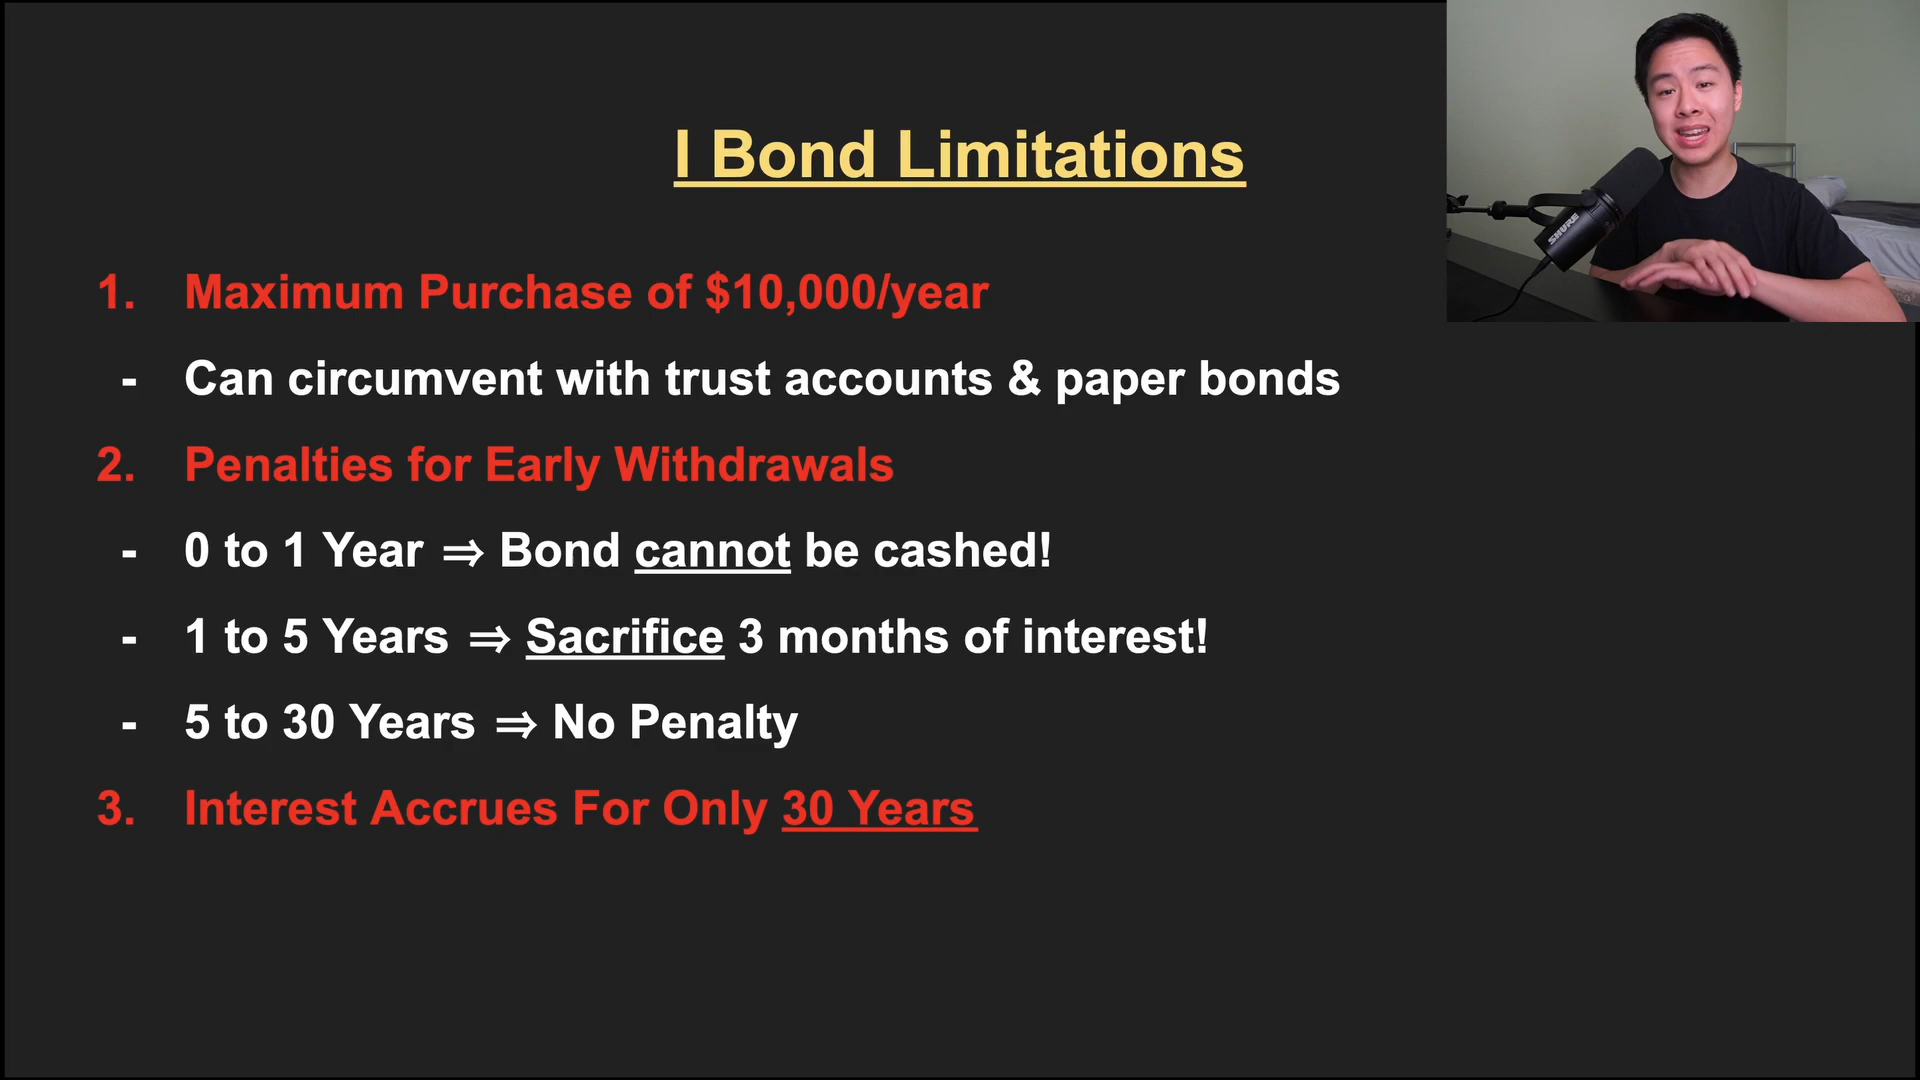 I Bond Limitations
1. Maximum Purchase of $10,000/year
- Can circumvent with trust accounts & paper bonds
2. Penalties for Early Withdrawals
- 0 to 1 Year ⇒ Bond cannot be cashed!
- 1 to 5 Years ⇒ Sacrifice 3 months of interest!
- 5 to 30 Years ⇒ No Penalty
3. Interest Accrues For Only 30 Years
SHURE